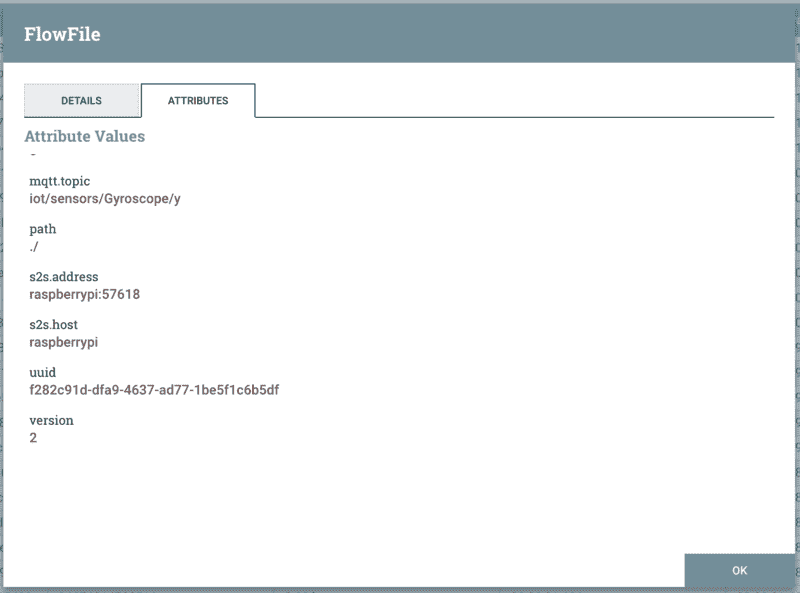 FlowFile
DETAILS
ATTRIBUTES
Attribute Values
mqtt.topic
iot/sensors/Gyroscope/y
path
./
s2s.address
raspberrypi:57618
s2s.host
raspberrypi
uuid
f282c91d-dfa9-4637-ad77-1be5f1c6b5df
version
2
OK